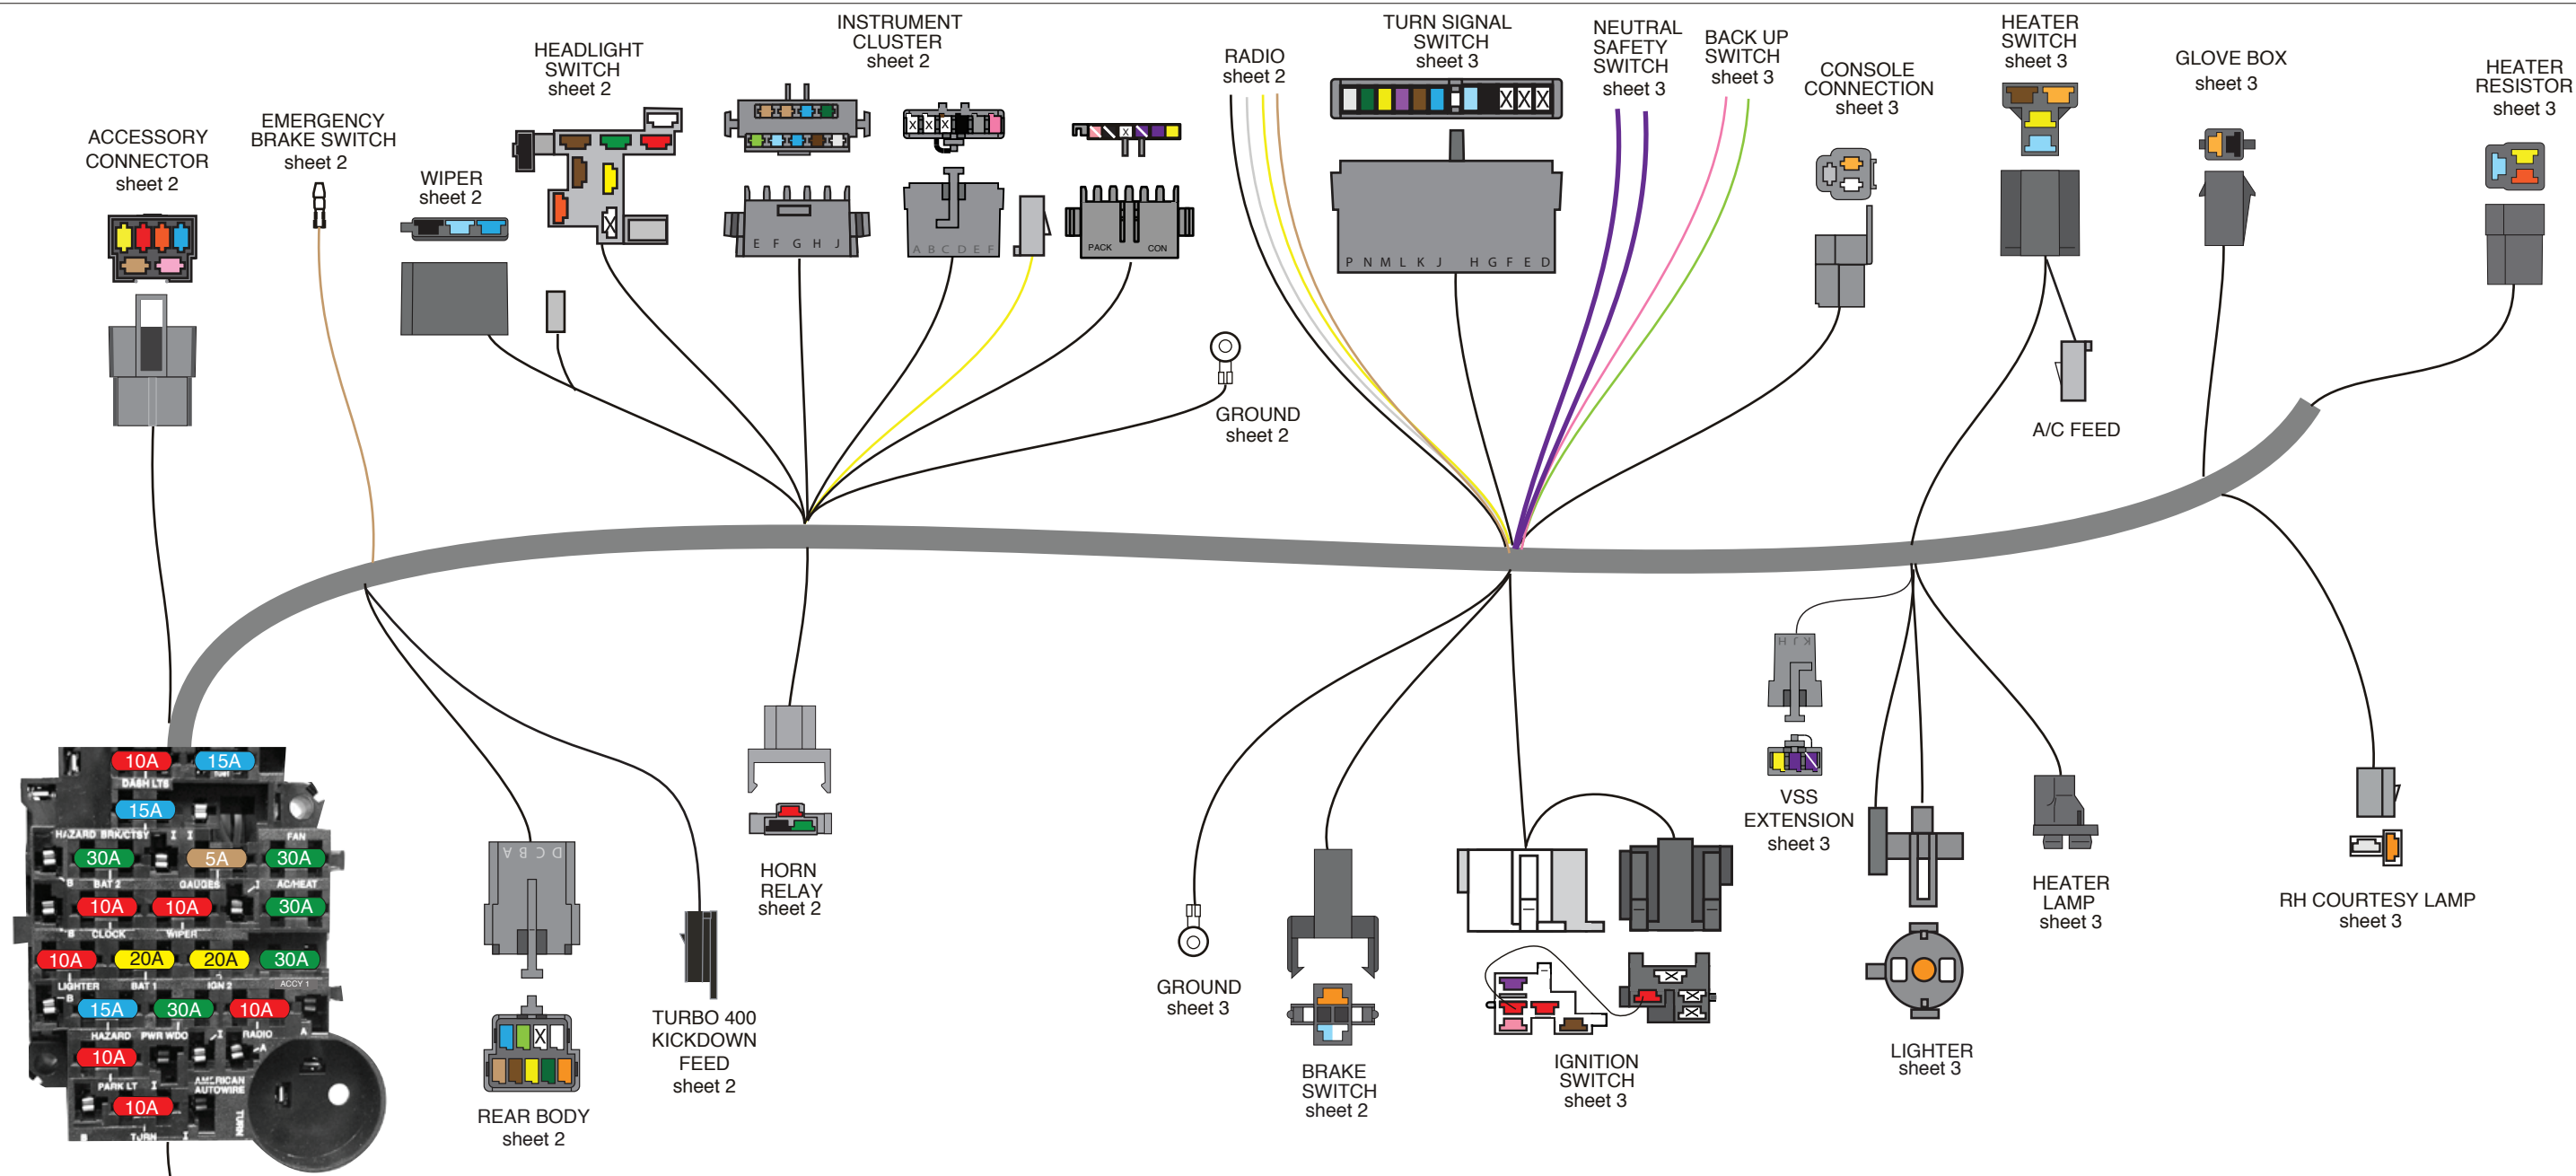 ACCESSORY
CONNECTOR
sheet 2
EMERGENCY
BRAKE SWITCH
sheet 2
WIPER
sheet 2
HEADLIGHT
SWITCH
sheet 2
INSTRUMENT
CLUSTER
sheet 2
E F G H J
A B C D E F
PACK CON
GROUND
sheet 2
RADIO
sheet 2
TURN SIGNAL
SWITCH
sheet 3
P N M L K J H G F E D
NEUTRAL
SAFETY
SWITCH
sheet 3
BACK UP
SWITCH
sheet 3
CONSOLE
CONNECTION
sheet 3
HEATER
SWITCH
sheet 3
A/C FEED
GLOVE BOX
sheet 3
HEATER
RESISTOR
sheet 3
10A 15A
DASH LTS
15A
HAZARD BRK/CTSY I I FAN
30A 5A 30A
B BAT 2 GAUGES I AC/HEAT
10A 10A 30A
B CLOCK WIPER
10A 20A 20A 30A
LIGHTER BAT 1 IGN 2 ACCY 1
B
15A 30A 10A
HAZARD PWR WDO I RADIO A
A
10A
PARK LT I AMERICAN
AUTOWIRE
10A
B TURN I
TURN
D C B A
REAR BODY
sheet 2
TURBO 400
KICKDOWN
FEED
sheet 2
HORN
RELAY
sheet 2
GROUND
sheet 3
BRAKE
SWITCH
sheet 2
IGNITION
SWITCH
sheet 3
K J H
VSS
EXTENSION
sheet 3
LIGHTER
sheet 3
HEATER
LAMP
sheet 3
RH COURTESY LAMP
sheet 3